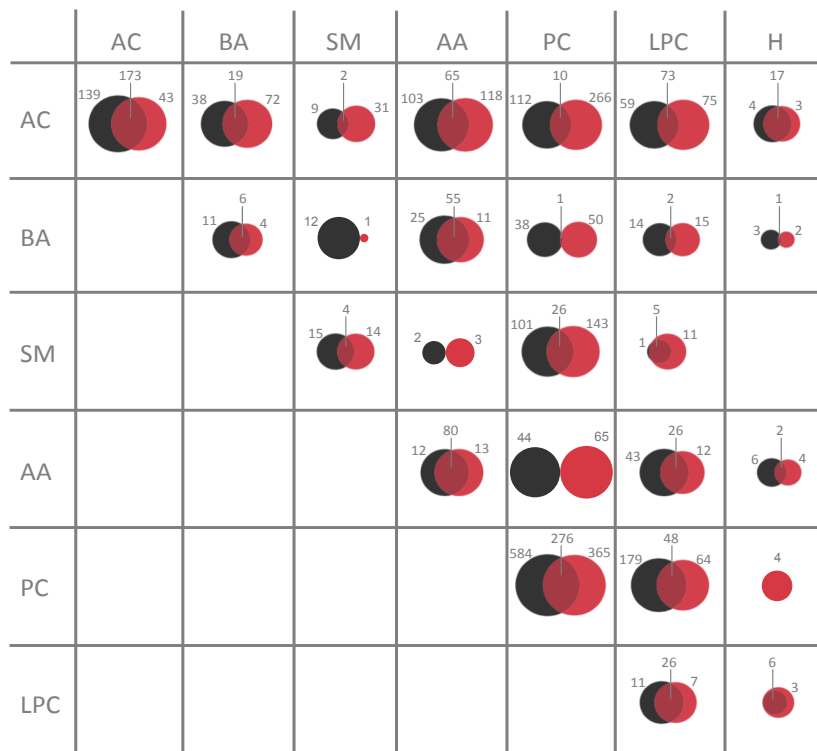 AC BA SM AA PC LPC H
173 19 2 65 10 73 17
139 43 38 72 9 31 103 118 112 266 59 75 4 3
AC
6 55 1 2 1
11 4 12 1 25 11 38 50 14 15 3 2
BA
4 26 5
15 14 2 3 101 143 1 11
SM
80 26 2
12 13 44 65 43 12 6 4
AA
276 48 4
584 365 179 64
PC
26 6
11 7 3
LPC